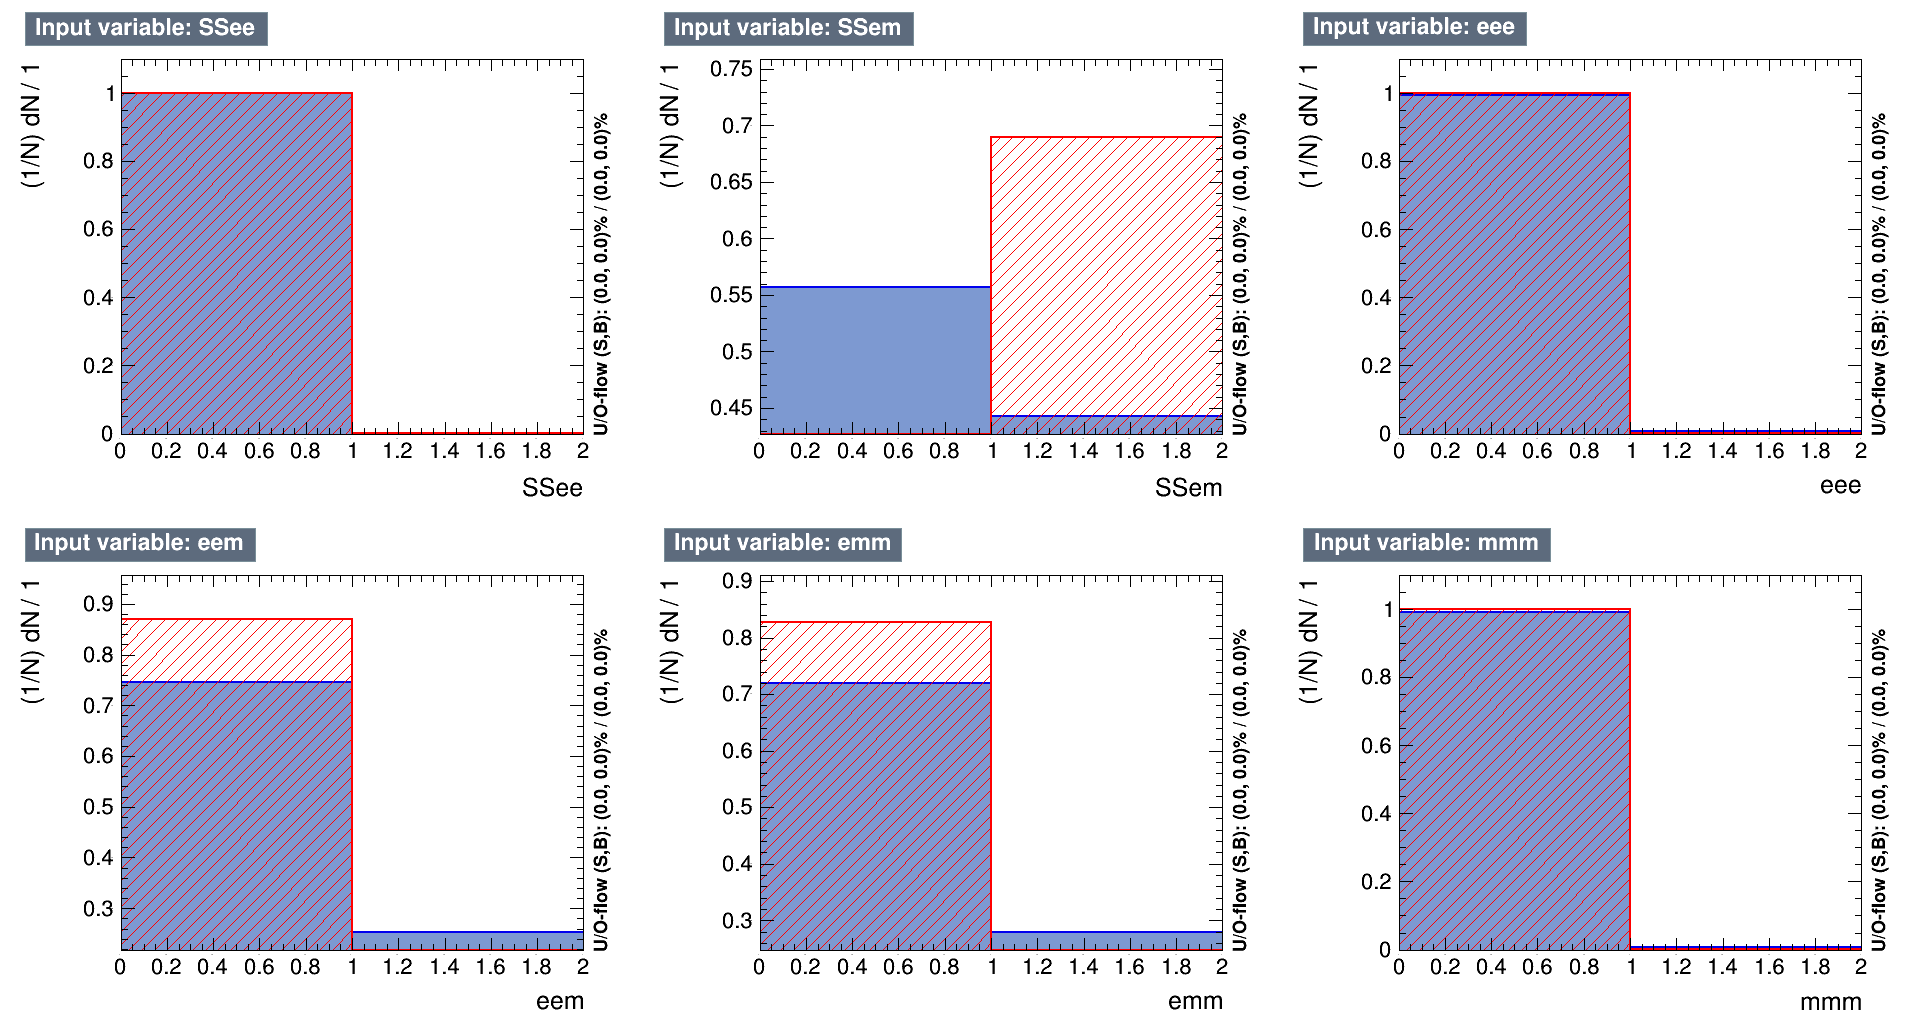 Input variable: SSee
(1/N) dN / 1
1
0.8
0.6
0.4
0.2
0
0 0.2 0.4 0.6 0.8 1 1.2 1.4 1.6 1.8 2
SSee
U/O-flow (S,B): (0.0, 0.0)% / (0.0, 0.0)%
Input variable: SSem
(1/N) dN / 1
0.75
0.7
0.65
0.6
0.55
0.5
0.45
0 0.2 0.4 0.6 0.8 1 1.2 1.4 1.6 1.8 2
SSem
U/O-flow (S,B): (0.0, 0.0)% / (0.0, 0.0)%
Input variable: eee
(1/N) dN / 1
1
0.8
0.6
0.4
0.2
0
0 0.2 0.4 0.6 0.8 1 1.2 1.4 1.6 1.8 2
eee
U/O-flow (S,B): (0.0, 0.0)% / (0.0, 0.0)%
Input variable: eem
(1/N) dN / 1
0.9
0.8
0.7
0.6
0.5
0.4
0.3
0 0.2 0.4 0.6 0.8 1 1.2 1.4 1.6 1.8 2
eem
U/O-flow (S,B): (0.0, 0.0)% / (0.0, 0.0)%
Input variable: emm
(1/N) dN / 1
0.9
0.8
0.7
0.6
0.5
0.4
0.3
0 0.2 0.4 0.6 0.8 1 1.2 1.4 1.6 1.8 2
emm
U/O-flow (S,B): (0.0, 0.0)% / (0.0, 0.0)%
Input variable: mmm
(1/N) dN / 1
1
0.8
0.6
0.4
0.2
0
0 0.2 0.4 0.6 0.8 1 1.2 1.4 1.6 1.8 2
mmm
U/O-flow (S,B): (0.0, 0.0)% / (0.0, 0.0)%